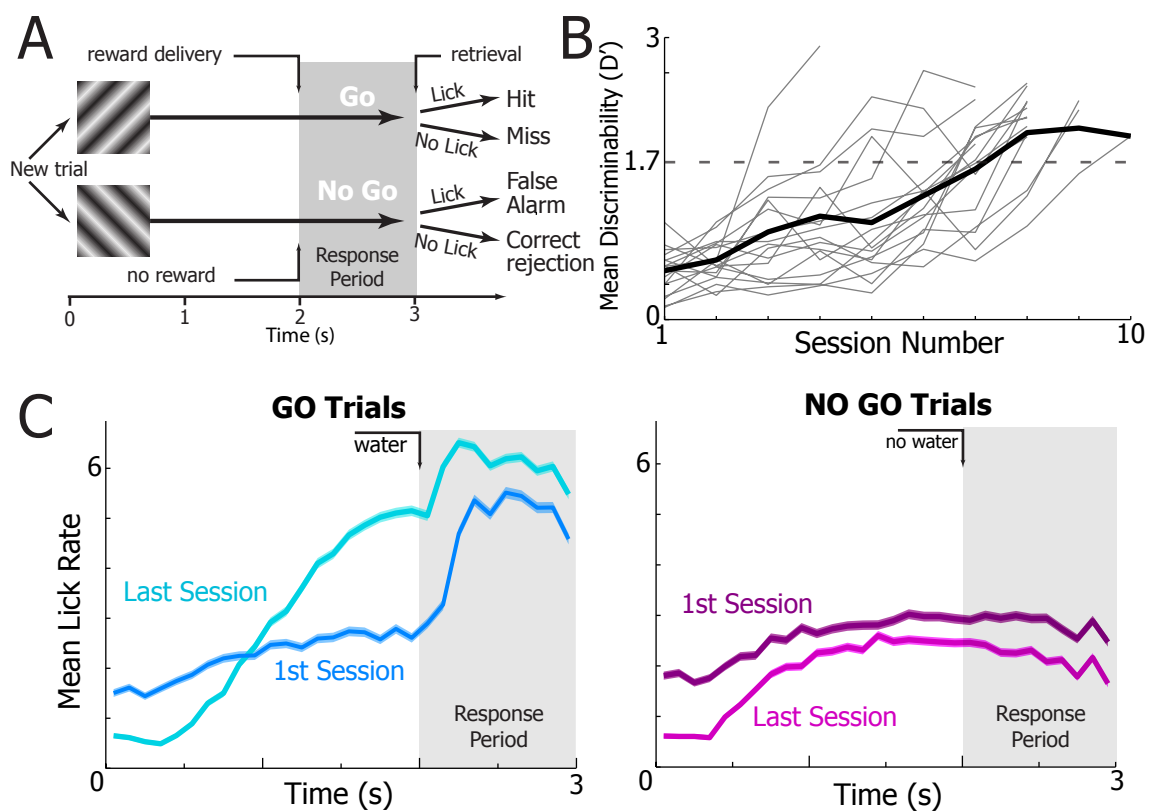 A
reward delivery
retrieval
Go
Lick
Hit
No Lick
Miss
New trial
No Go
Lick
False
Alarm
No Lick
Correct
rejection
no reward
Response
Period
0
1
2
3
Time (s)
B
3
1.7
0
Mean Discriminability (D')
1
10
Session Number
C
GO Trials
water
6
Last Session
1st Session
Mean Lick Rate
Response
Period
0
3
Time (s)
NO GO Trials
no water
6
1st Session
Last Session
Response
Period
0
3
Time (s)